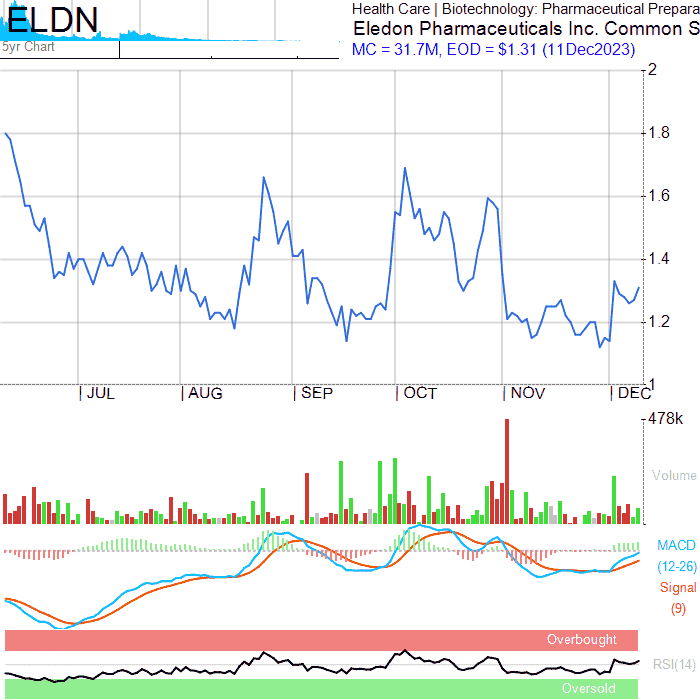 ELDN
5yr Chart
Health Care | Biotechnology: Pharmaceutical Prepara
Eledon Pharmaceuticals Inc. Common S
MC = 31.7M, EOD = $1.31 (11Dec2023)
2
1.8
1.6
1.4
1.2
1
JUL AUG SEP OCT NOV DEC
478k
Volume
MACD
(12-26)
Signal
(9)
Overbought
RSI(14)
Oversold